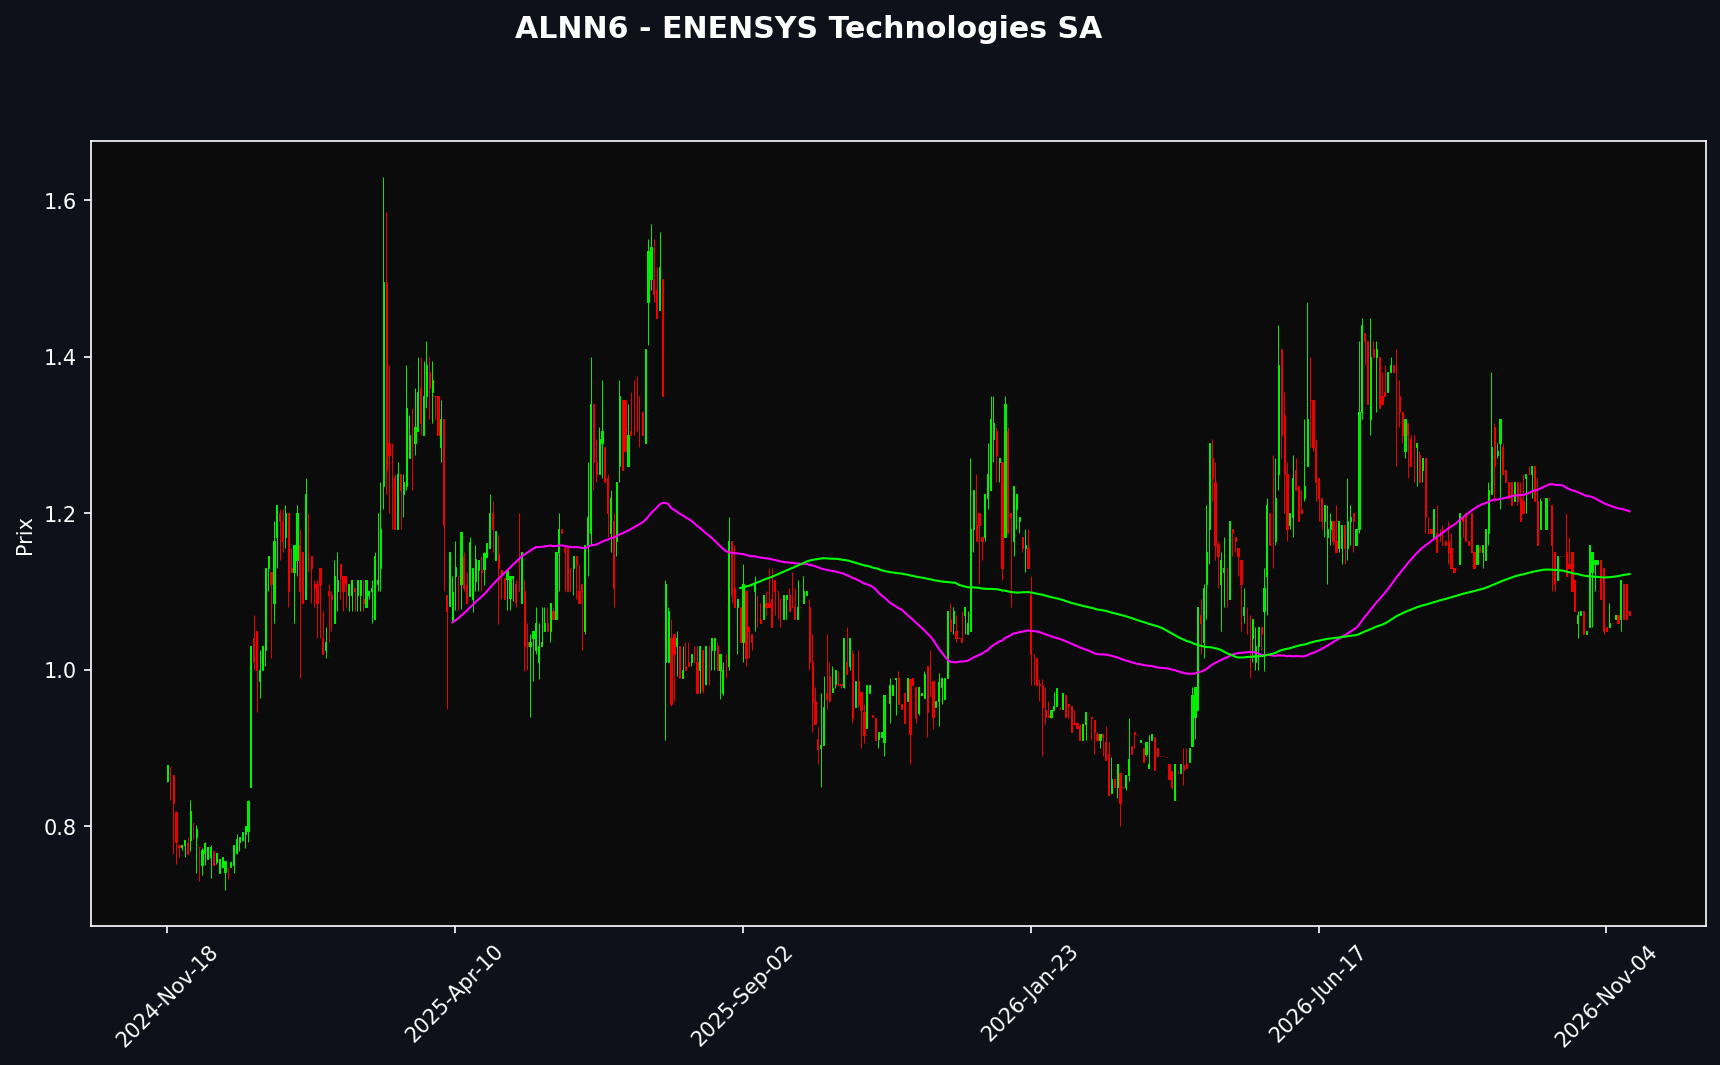 ALNN6 - ENENSYS Technologies SA
Prix
1.6
1.4
1.2
1.0
0.8
2024-Nov-18
2025-Apr-10
2025-Sep-02
2026-Jan-23
2026-Jun-17
2026-Nov-04